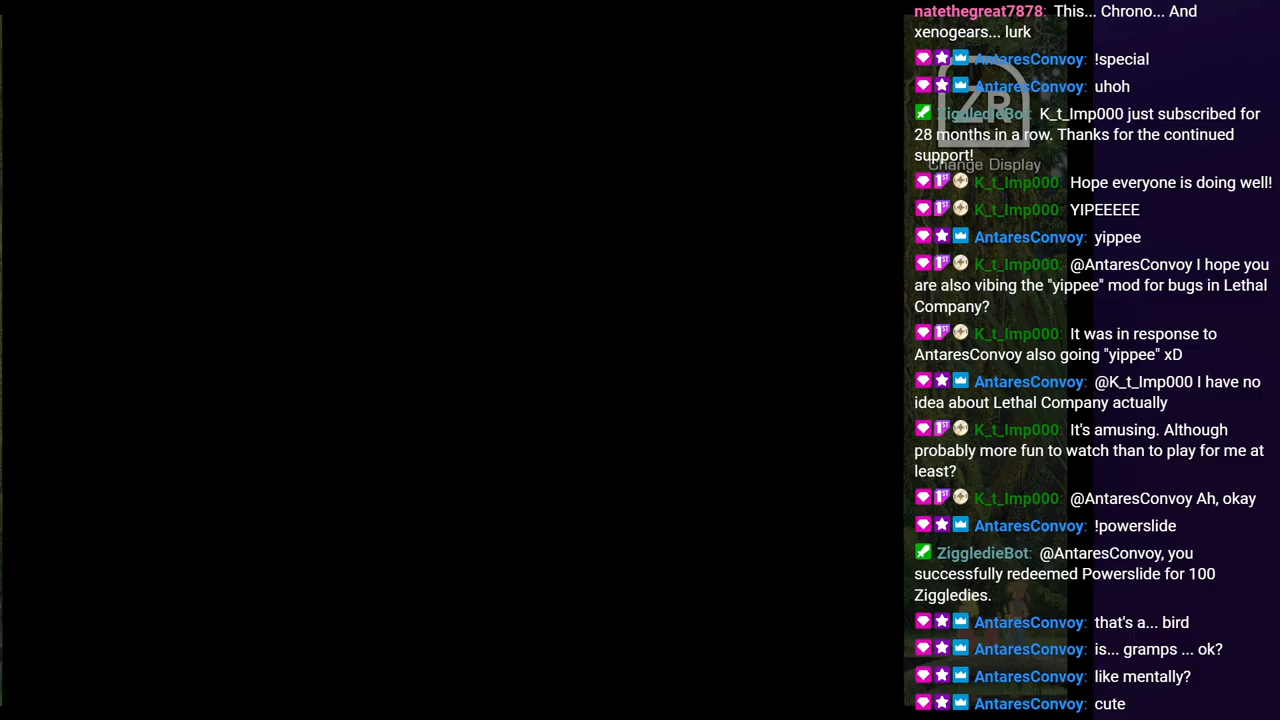 natethegreat7878: This... Chrono... And
xenogears... lurk
AntaresConvoy: !special
AntaresConvoy: uhoh
ZiggledieBot: K_t_Imp000 just subscribed for
28 months in a row. Thanks for the continued
support!
ZR
Change Display
K_t_Imp000: Hope everyone is doing well!
K_t_Imp000: YIPEEEEE
AntaresConvoy: yippee
K_t_Imp000: @AntaresConvoy I hope you
are also vibing the "yippee" mod for bugs in Lethal
Company?
K_t_Imp000: It was in response to
AntaresConvoy also going "yippee" xD
AntaresConvoy: @K_t_Imp000 I have no
idea about Lethal Company actually
K_t_Imp000: It's amusing. Although
probably more fun to watch than to play for me at
least?
K_t_Imp000: @AntaresConvoy Ah, okay
AntaresConvoy: !powerslide
ZiggledieBot: @AntaresConvoy, you
successfully redeemed Powerslide for 100
Ziggledies.
AntaresConvoy: that's a... bird
AntaresConvoy: is... gramps ... ok?
AntaresConvoy: like mentally?
AntaresConvoy: cute